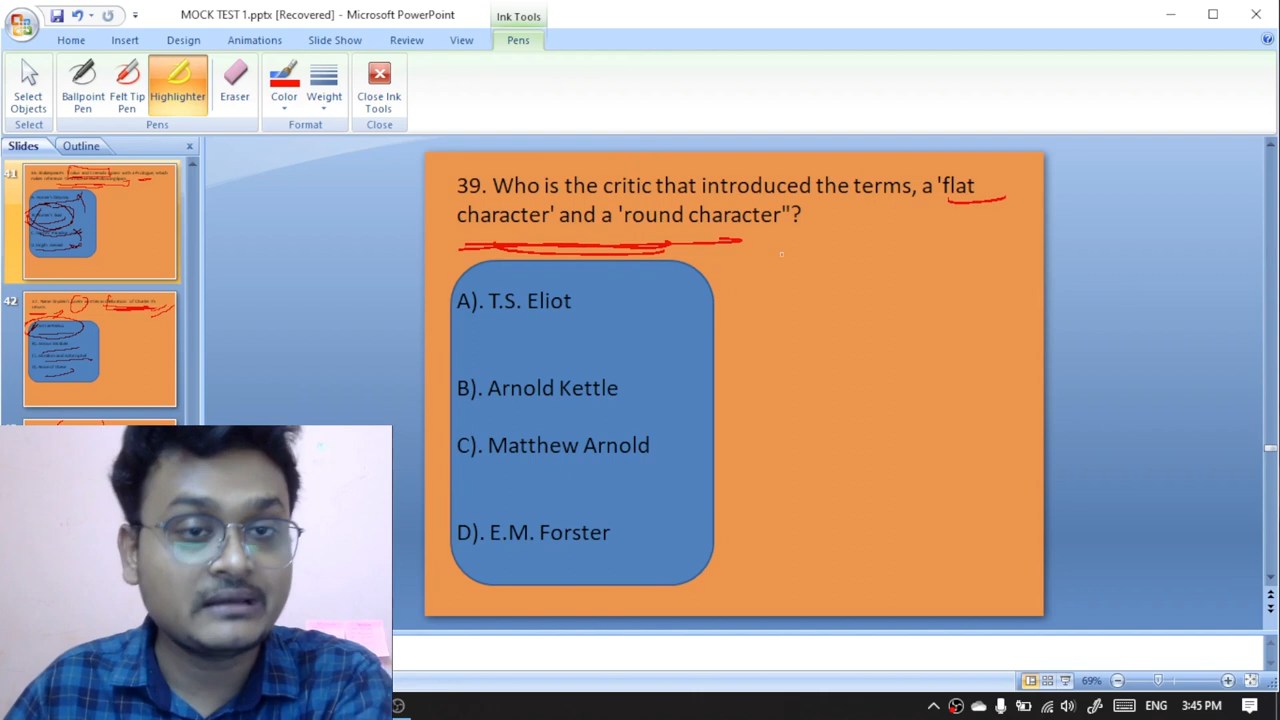 MOCK TEST 1.pptx [Recovered] - Microsoft PowerPoint
Ink Tools
Home Insert Design Animations Slide Show Review View Pens
Select Objects
Ballpoint Pen
Felt Tip Pen
Highlighter
Eraser
Color
Weight
Close Ink Tools
Select Pens Format Close
Slides Outline
41
42
39. Who is the critic that introduced the terms, a 'flat
character' and a 'round character"?
A). T.S. Eliot
B). Arnold Kettle
C). Matthew Arnold
D). E.M. Forster
69%
ENG 3:45 PM